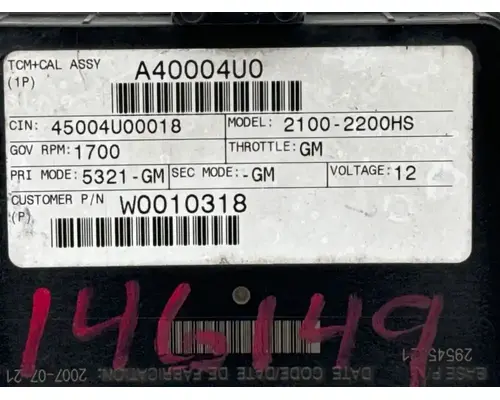 TCM+CAL ASSY A40004U0
(1P)
CIN: 45004U00018 MODEL: 2100-2200HS
GOV RPM: 1700 THROTTLE: GM
PRI MODE: 5321-GM SEC MODE: -GM VOLTAGE: 12
CUSTOMER P/N W0010318
(P)
146149
BASE P/N
DATE CODE/DATE DE FABRICATION: 2007-07-21